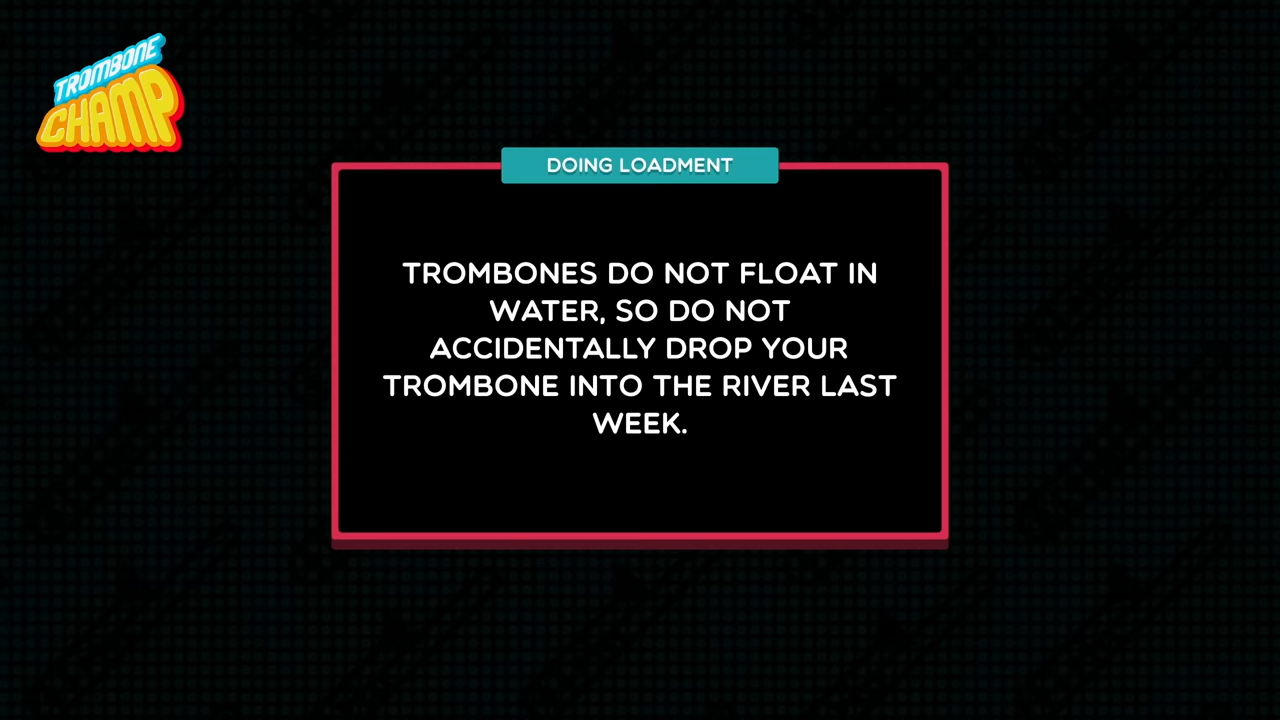 TROMBONE
CHAMP
DOING LOADMENT
TROMBONES DO NOT FLOAT IN
WATER, SO DO NOT
ACCIDENTALLY DROP YOUR
TROMBONE INTO THE RIVER LAST
WEEK.